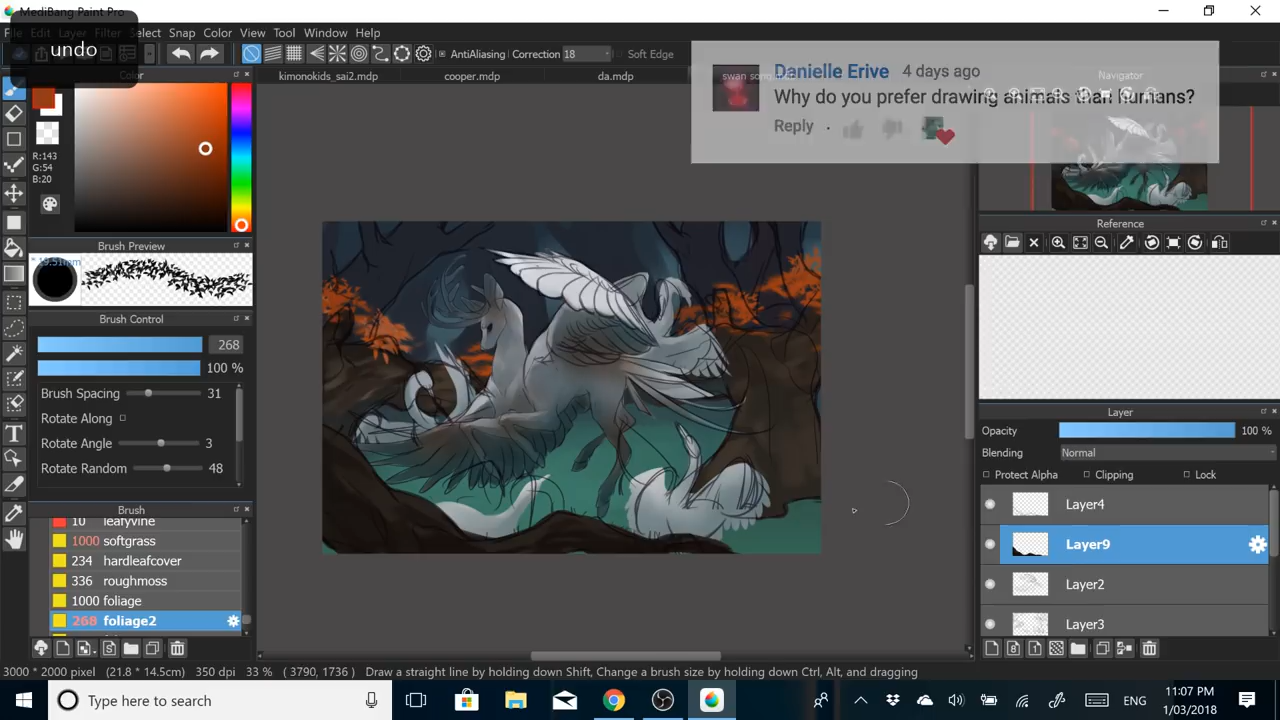 MediBang Paint Pro
File Edit Layer Filter Select Snap Color View Tool Window Help
undo
AntiAliasing Correction 18 Soft Edge
Color
kimonokids_sai2.mdp cooper.mdp da.mdp swan song.mdp
Navigator
Danielle Erive 4 days ago
Why do you prefer drawing animals than humans?
Reply
R:143
G:54
B:20
Brush Preview
Reference
Brush Control
268
100 %
Brush Spacing 31
Rotate Along
Rotate Angle 3
Rotate Random 48
Brush
10 leafyvine
1000 softgrass
234 hardleafcover
336 roughmoss
1000 foliage
268 foliage2
Layer
Opacity 100 %
Blending Normal
Protect Alpha Clipping Lock
Layer4
Layer9
Layer2
Layer3
3000 * 2000 pixel (21.8 * 14.5cm) 350 dpi 33 % ( 3790, 1736 ) Draw a straight line by holding down Shift, Change a brush size by holding down Ctrl, Alt, and dragging
Type here to search
ENG
11:07 PM
1/03/2018